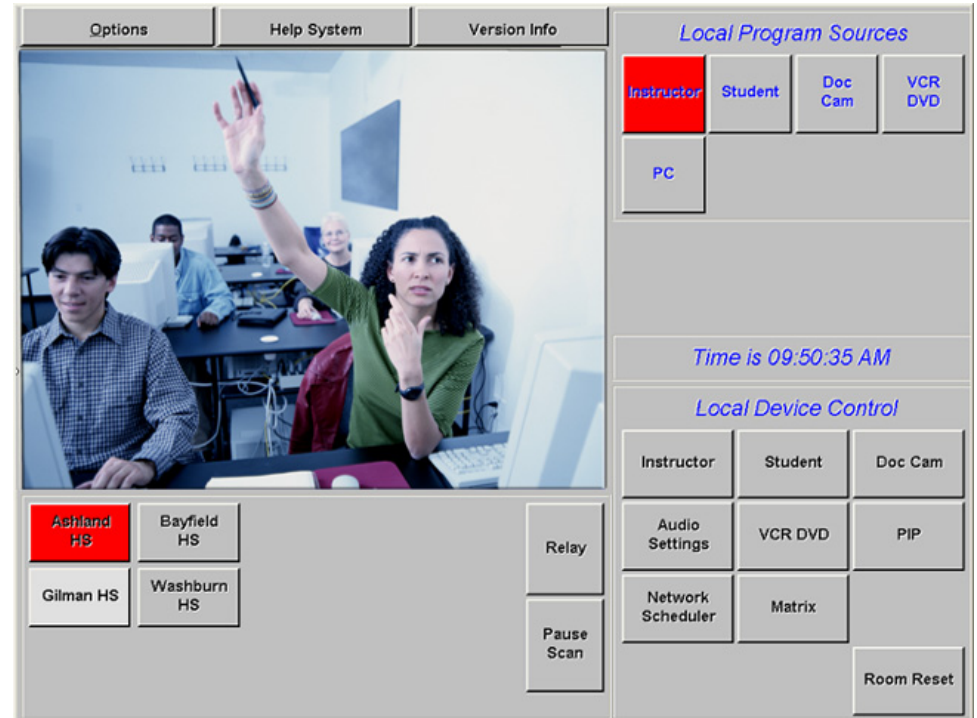 Options
Help System
Version Info
Local Program Sources
Instructor
Student
Doc
Cam
VCR
DVD
PC
Time is 09:50:35 AM
Local Device Control
Instructor
Student
Doc Cam
Audio
Settings
VCR DVD
PIP
Network
Scheduler
Matrix
Room Reset
Ashland
HS
Bayfield
HS
Gilman HS
Washburn
HS
Relay
Pause
Scan